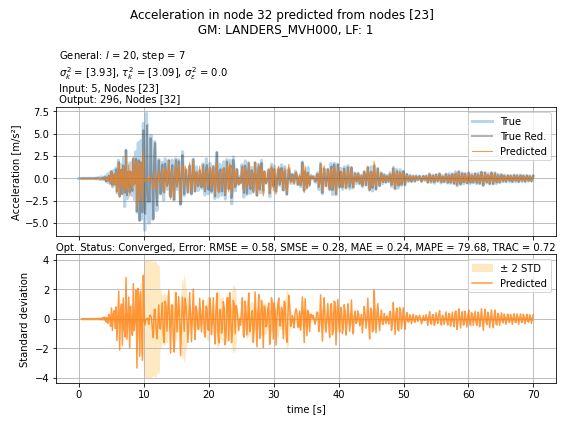 Acceleration in node 32 predicted from nodes [23]
GM: LANDERS_MVH000, LF: 1
General: l = 20, step = 7
σ²ₖ = [3.93], τ²ₖ = [3.09], σ²ε = 0.0
Input: 5, Nodes [23]
Output: 296, Nodes [32]
Acceleration [m/s²]
7.5
5.0
2.5
0.0
−2.5
−5.0
True
True Red.
Predicted
Opt. Status: Converged, Error: RMSE = 0.58, SMSE = 0.28, MAE = 0.24, MAPE = 79.68, TRAC = 0.72
Standard deviation
4
2
0
−2
−4
± 2 STD
Predicted
0 10 20 30 40 50 60 70
time [s]